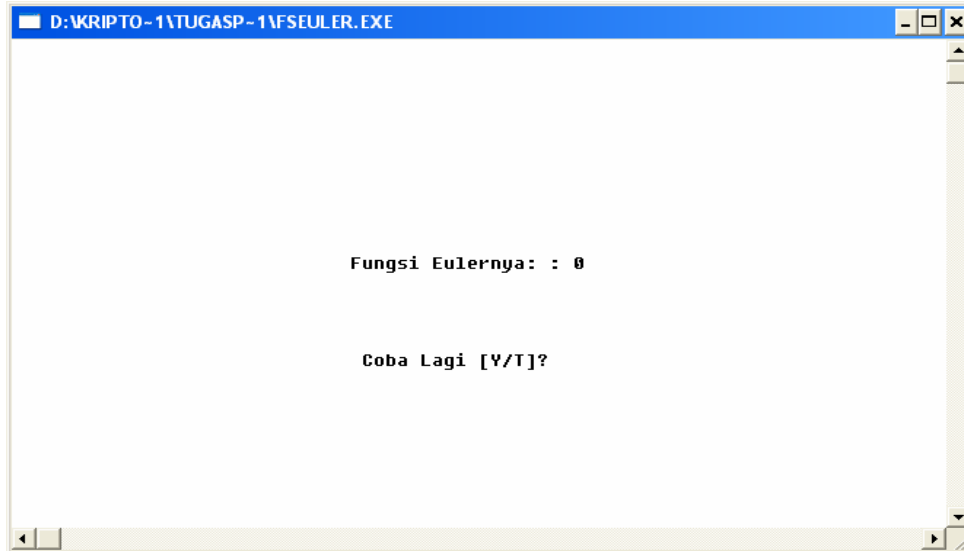 D:\KRIPTO~1\TUGASP~1\FSEULER.EXE
Fungsi Eulernya: : 0
Coba Lagi [Y/T]?